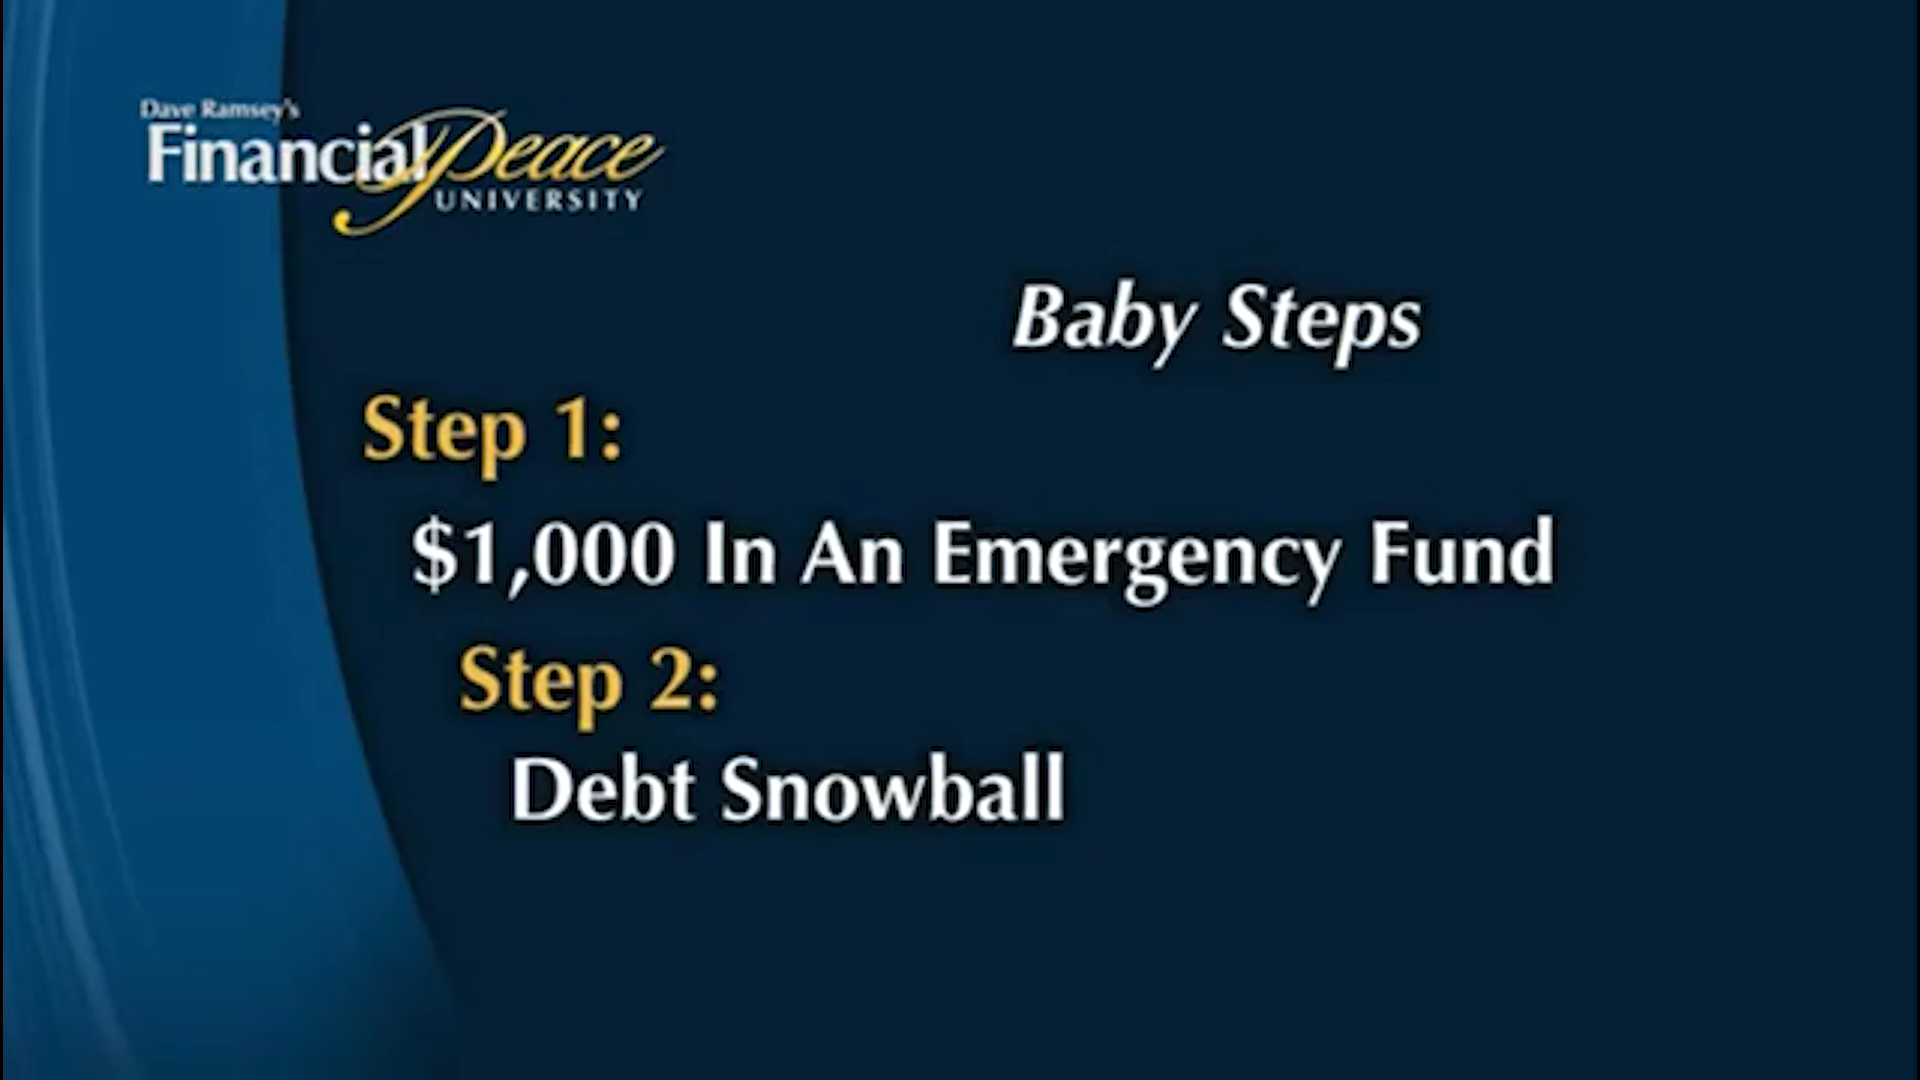 Dave Ramsey's
Financial Peace
UNIVERSITY
Baby Steps
Step 1:
$1,000 In An Emergency Fund
Step 2:
Debt Snowball